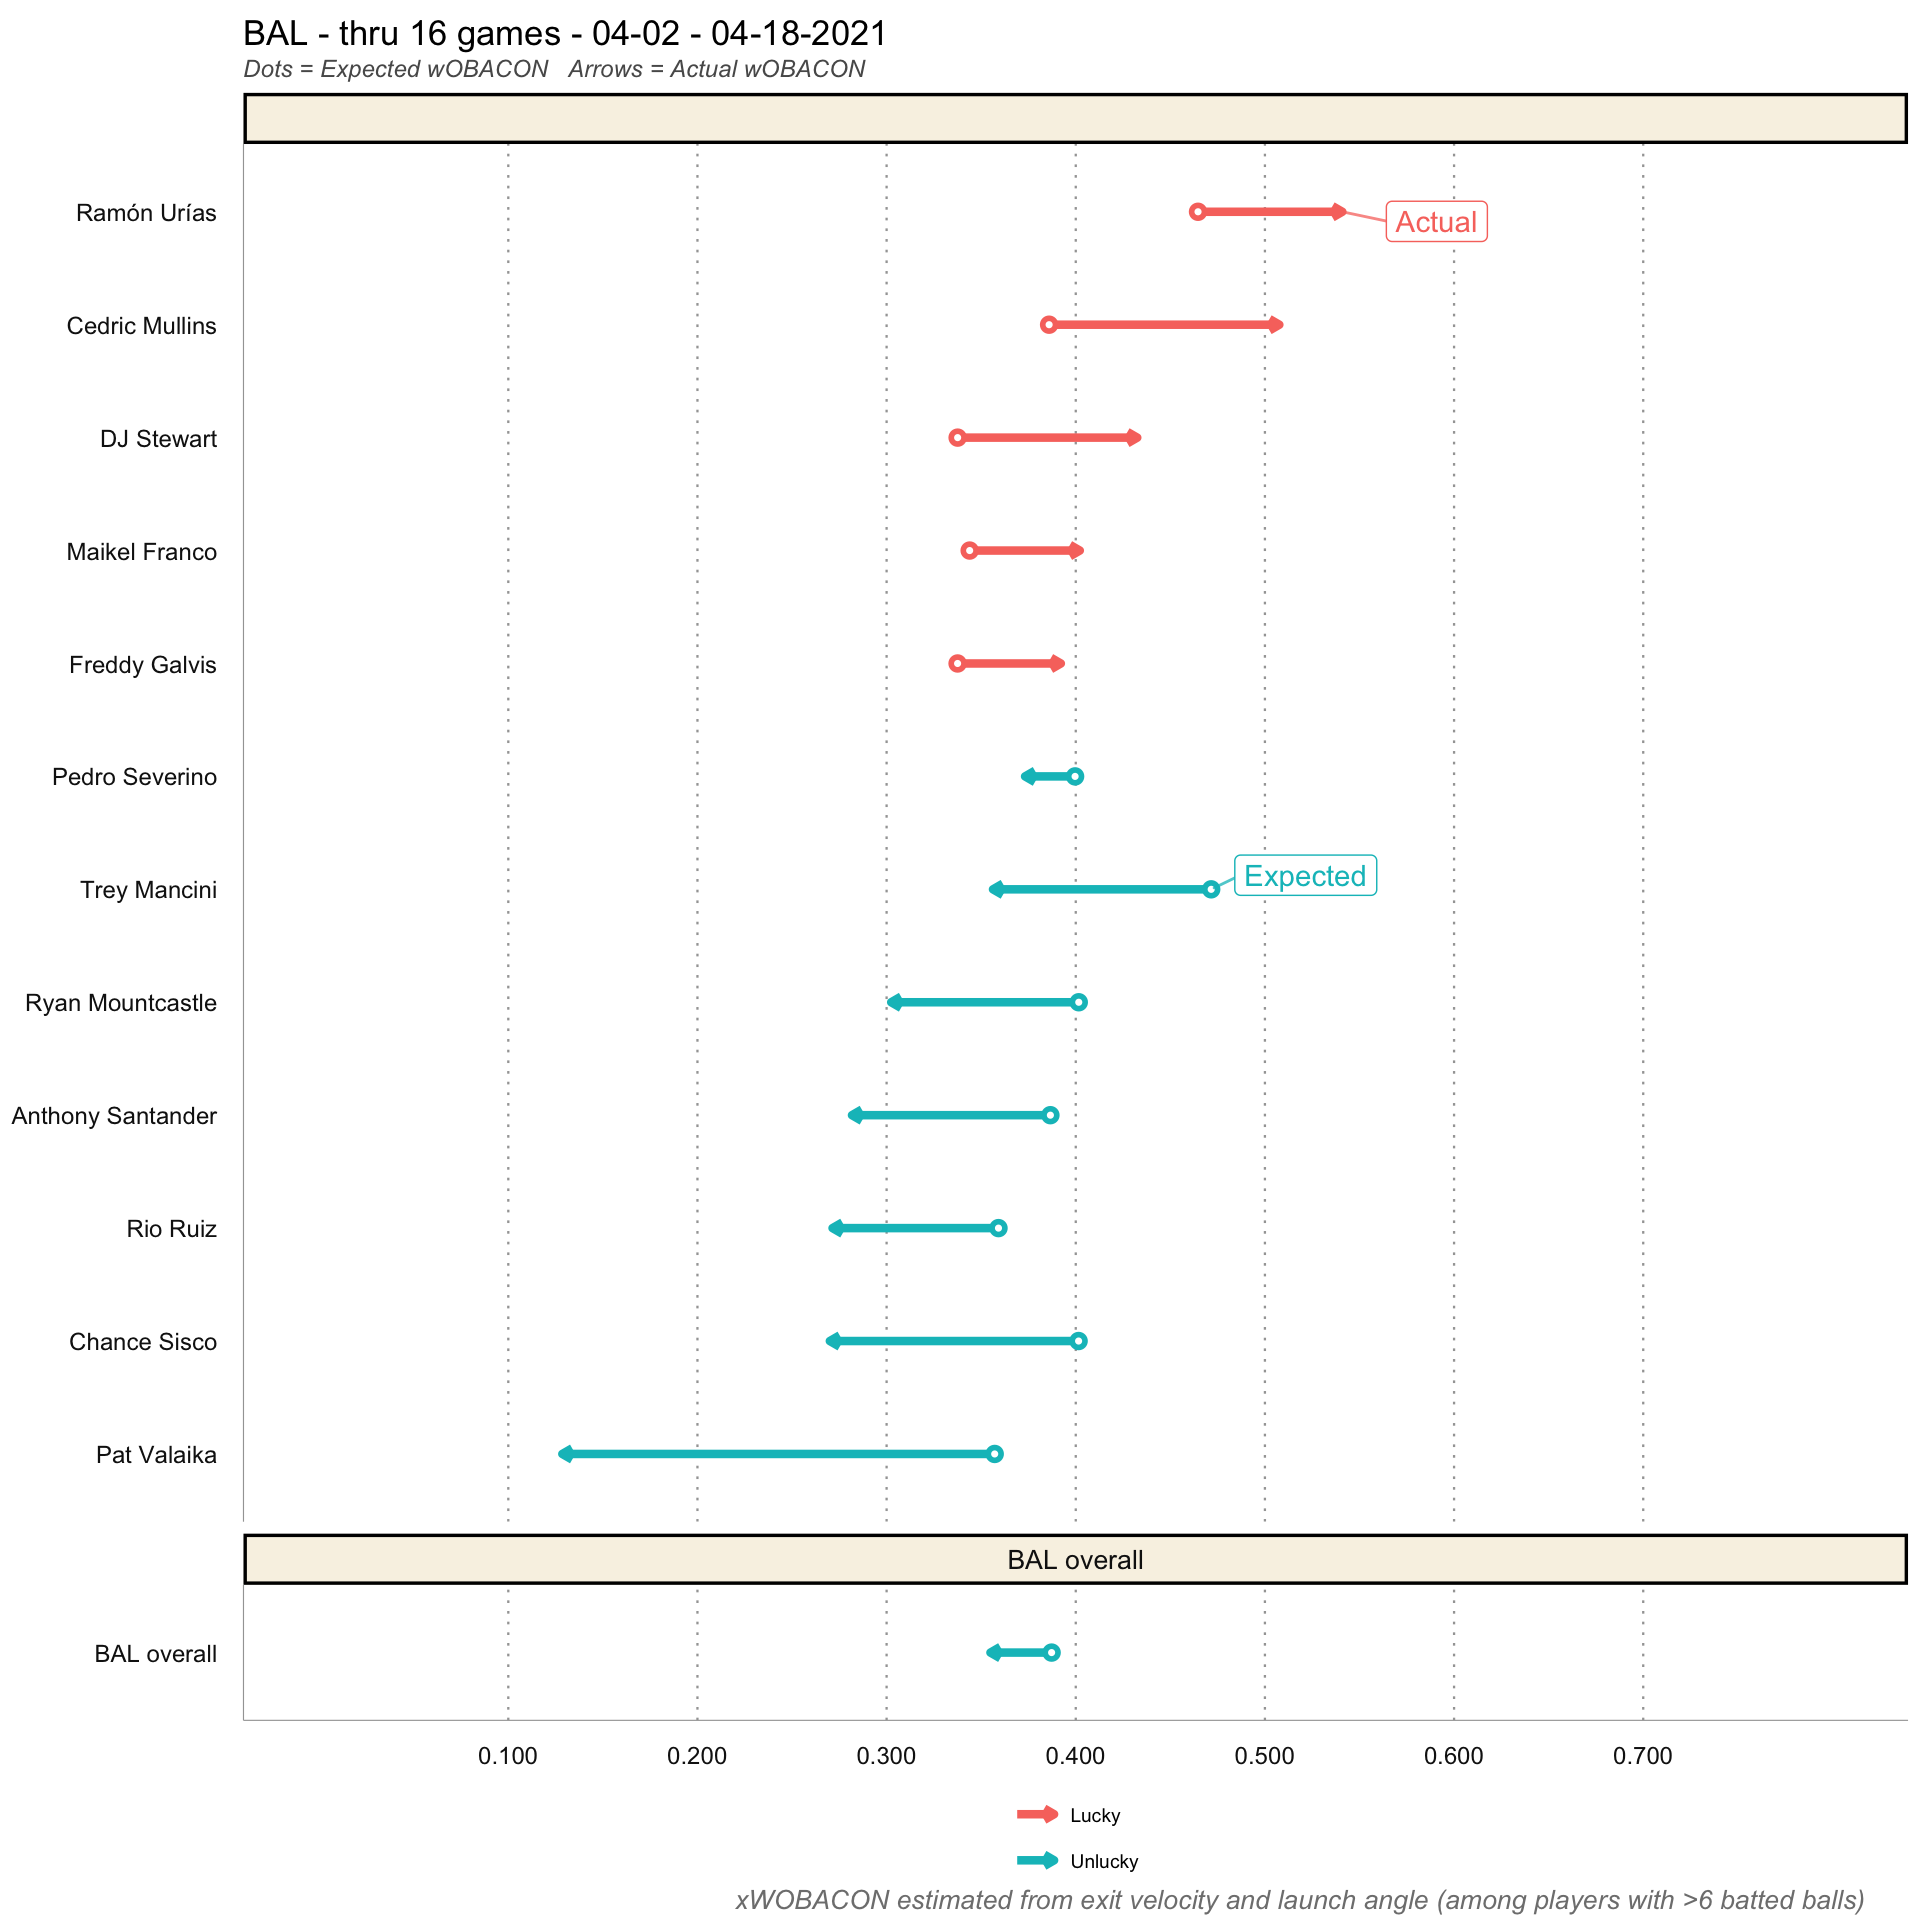 BAL - thru 16 games - 04-02 - 04-18-2021
Dots = Expected wOBACON   Arrows = Actual wOBACON
Ramón Urías
Actual
Cedric Mullins
DJ Stewart
Maikel Franco
Freddy Galvis
Pedro Severino
Trey Mancini
Expected
Ryan Mountcastle
Anthony Santander
Rio Ruiz
Chance Sisco
Pat Valaika
BAL overall
BAL overall
0.100 0.200 0.300 0.400 0.500 0.600 0.700
Lucky
Unlucky
xWOBACON estimated from exit velocity and launch angle (among players with >6 batted balls)